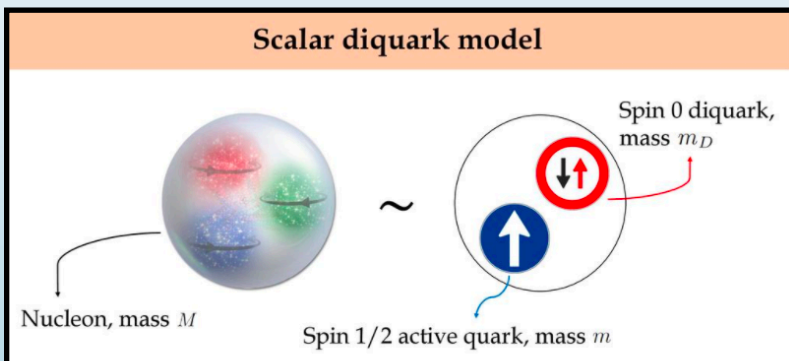 Scalar diquark model
Spin 0 diquark,
mass m_D
Nucleon, mass M
Spin 1/2 active quark, mass m